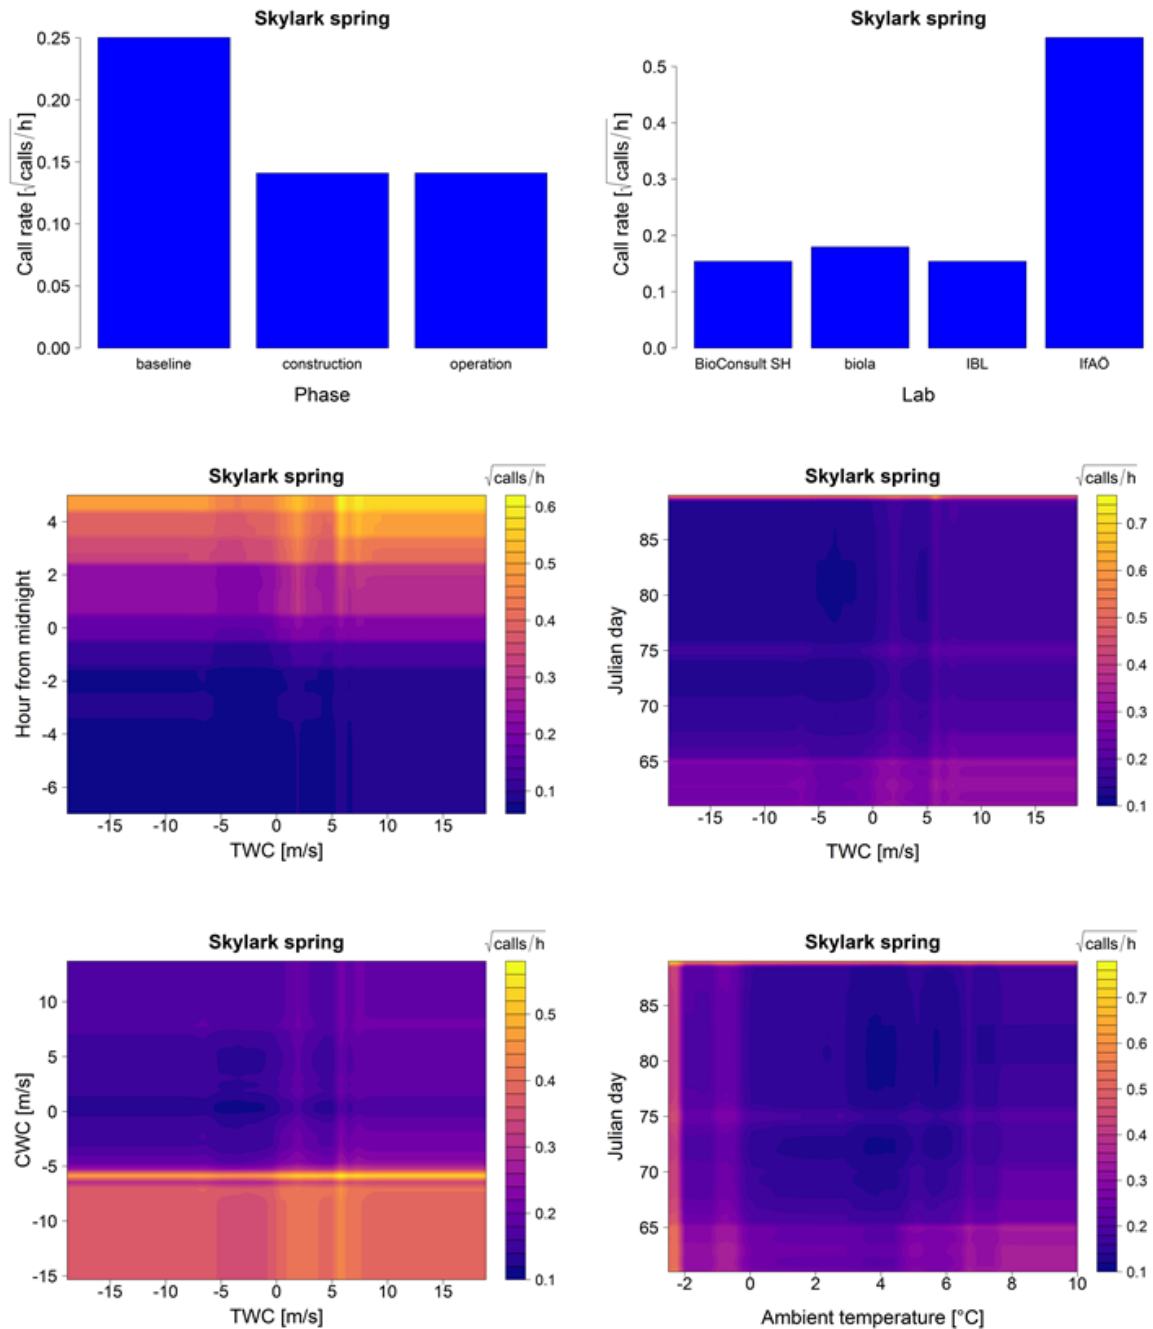 Skylark spring
Call rate [√calls/h]
0.25
0.20
0.15
0.10
0.05
0.00
baseline construction operation
Phase
Skylark spring
Call rate [√calls/h]
0.5
0.4
0.3
0.2
0.1
0.0
BioConsult SH biola IBL IfAÖ
Lab
Skylark spring
√calls/h
Hour from midnight
4
2
0
-2
-4
-6
-15 -10 -5 0 5 10 15
TWC [m/s]
0.6
0.5
0.4
0.3
0.2
0.1
Skylark spring
√calls/h
Julian day
85
80
75
70
65
-15 -10 -5 0 5 10 15
TWC [m/s]
0.7
0.6
0.5
0.4
0.3
0.2
0.1
Skylark spring
√calls/h
CWC [m/s]
10
5
0
-5
-10
-15
-15 -10 -5 0 5 10 15
TWC [m/s]
0.5
0.4
0.3
0.2
0.1
Skylark spring
√calls/h
Julian day
85
80
75
70
65
-2 0 2 4 6 8 10
Ambient temperature [°C]
0.7
0.6
0.5
0.4
0.3
0.2
0.1